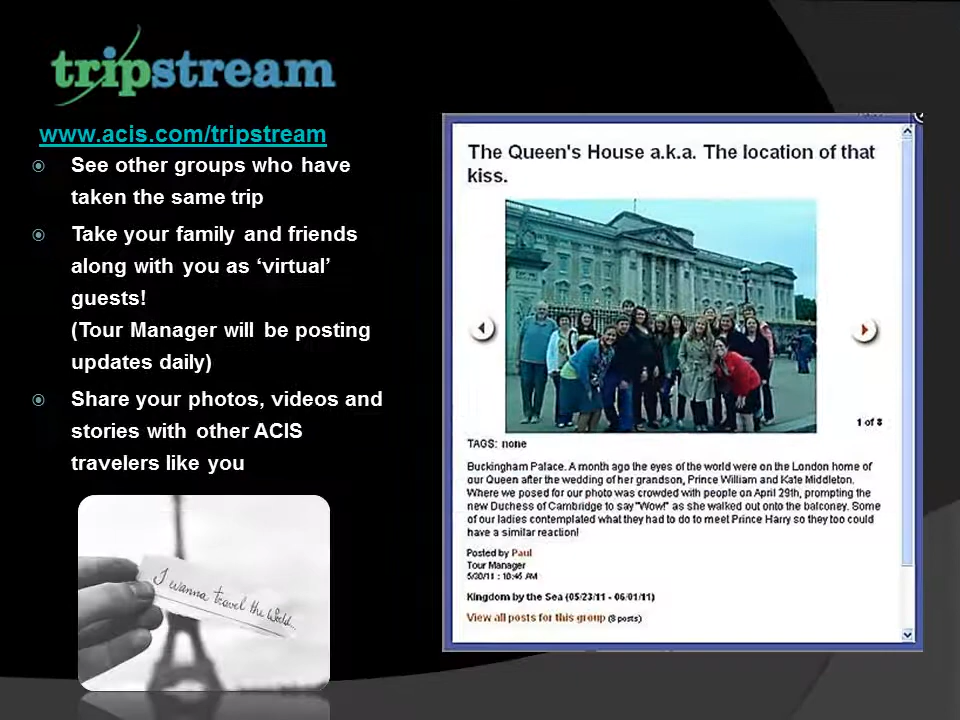 tripstream
www.acis.com/tripstream
See other groups who have
taken the same trip
Take your family and friends
along with you as ‘virtual’
guests!
(Tour Manager will be posting
updates daily)
Share your photos, videos and
stories with other ACIS
travelers like you
I wanna travel the World...
The Queen's House a.k.a. The location of that
kiss.
1 of 8
TAGS: none
Buckingham Palace. A month ago the eyes of the world were on the London home of
our Queen after the wedding of her grandson, Prince William and Kate Middleton.
Where we posed for our photo was crowded with people on April 29th, prompting the
new Duchess of Cambridge to say "Wow!" as she walked out onto the balconey. Some
of our ladies contemplated what they had to do to meet Prince Harry so they too could
have a similar reaction!
Posted by Paul
Tour Manager
5/30/11 : 10:45 AM
Kingdom by the Sea (05/23/11 - 06/01/11)
View all posts for this group (8 posts)